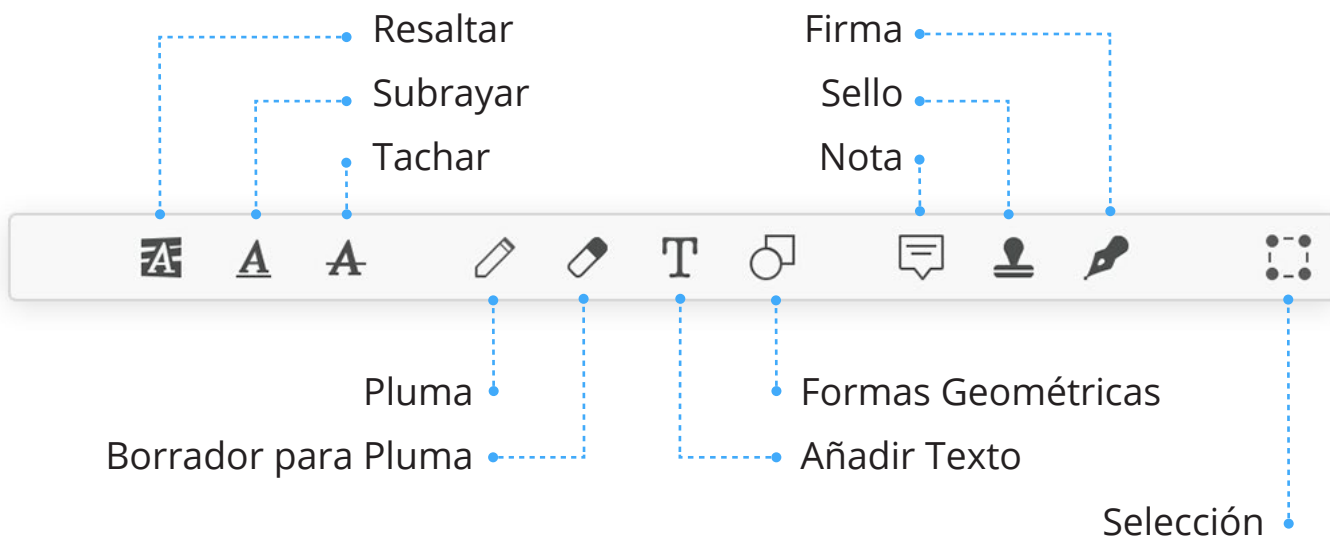 Resaltar
Firma
Subrayar
Sello
Tachar
Nota
A A A T
Pluma
Formas Geométricas
Borrador para Pluma
Añadir Texto
Selección